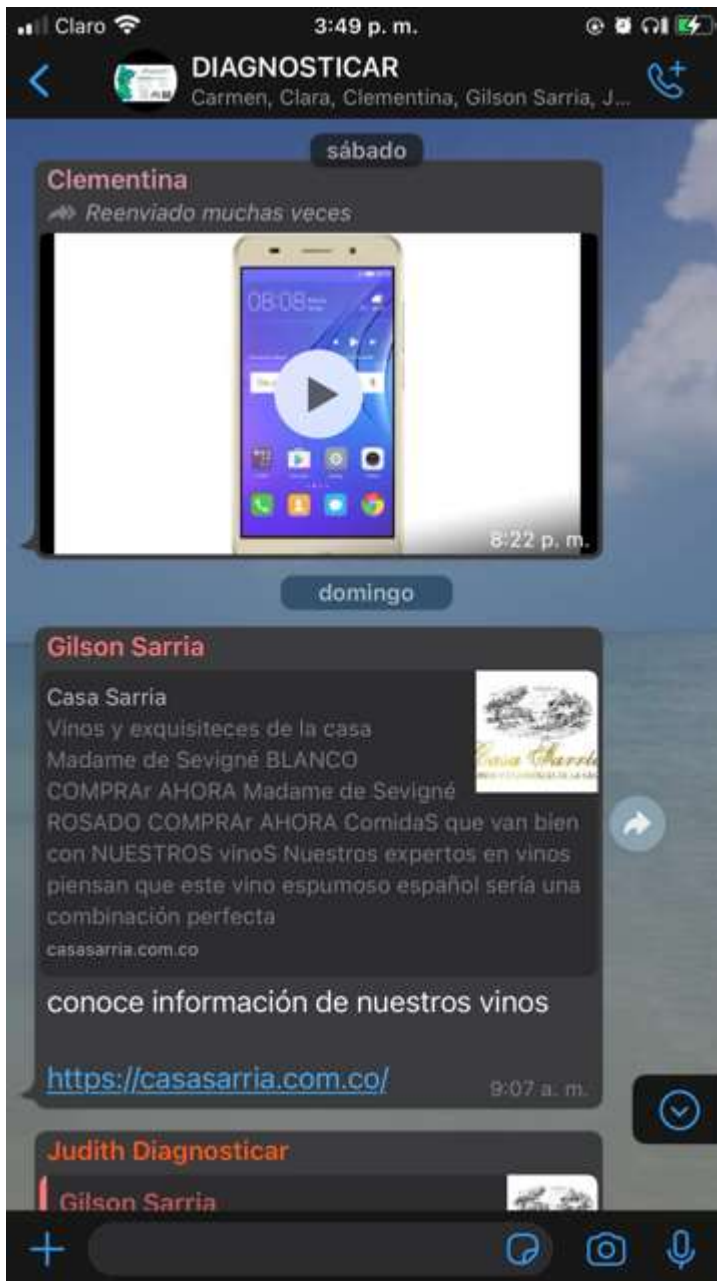 Claro
3:49 p. m.
DIAGNOSTICAR
Carmen, Clara, Clementina, Gilson Sarria, J...
sábado
Clementina
Reenviado muchas veces
08:08
8:22 p. m.
domingo
Gilson Sarria
Casa Sarria
Vinos y exquisiteces de la casa
Madame de Sevigné BLANCO
COMPRAr AHORA Madame de Sevigné
ROSADO COMPRAr AHORA ComidaS que van bien
con NUESTROS vinoS Nuestros expertos en vinos
piensan que este vino espumoso español sería una
combinación perfecta
casasarria.com.co
Casa Sarria
conoce información de nuestros vinos
https://casasarria.com.co/
9:07 a. m.
Judith Diagnosticar
Gilson Sarria